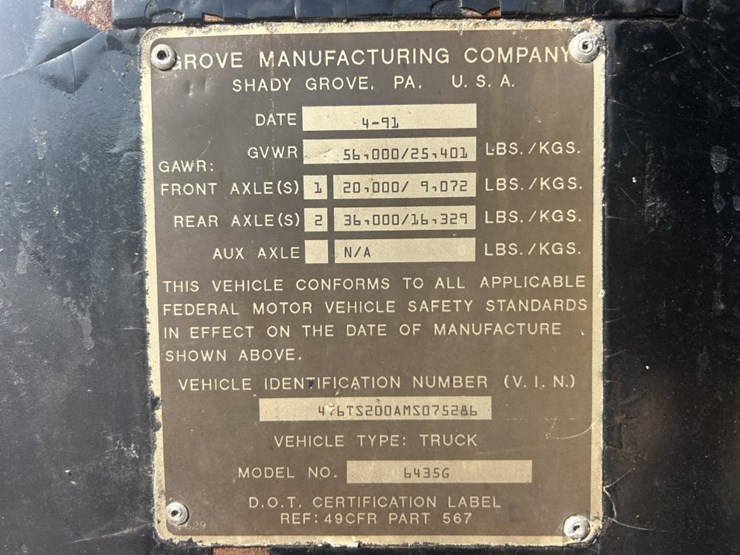 GROVE MANUFACTURING COMPANY
SHADY GROVE, PA. U. S. A.
DATE 4-91
GVWR 56,000/25,401 LBS./KGS.
GAWR:
FRONT AXLE(S) 1 20,000/ 9,072 LBS./KGS.
REAR AXLE(S) 2 36,000/16,329 LBS./KGS.
AUX AXLE N/A LBS./KGS.
THIS VEHICLE CONFORMS TO ALL APPLICABLE
FEDERAL MOTOR VEHICLE SAFETY STANDARDS
IN EFFECT ON THE DATE OF MANUFACTURE
SHOWN ABOVE.
VEHICLE IDENTIFICATION NUMBER (V. I. N.)
476TS200AMS075286
VEHICLE TYPE: TRUCK
MODEL NO. 6435G
D.O.T. CERTIFICATION LABEL
REF: 49CFR PART 567